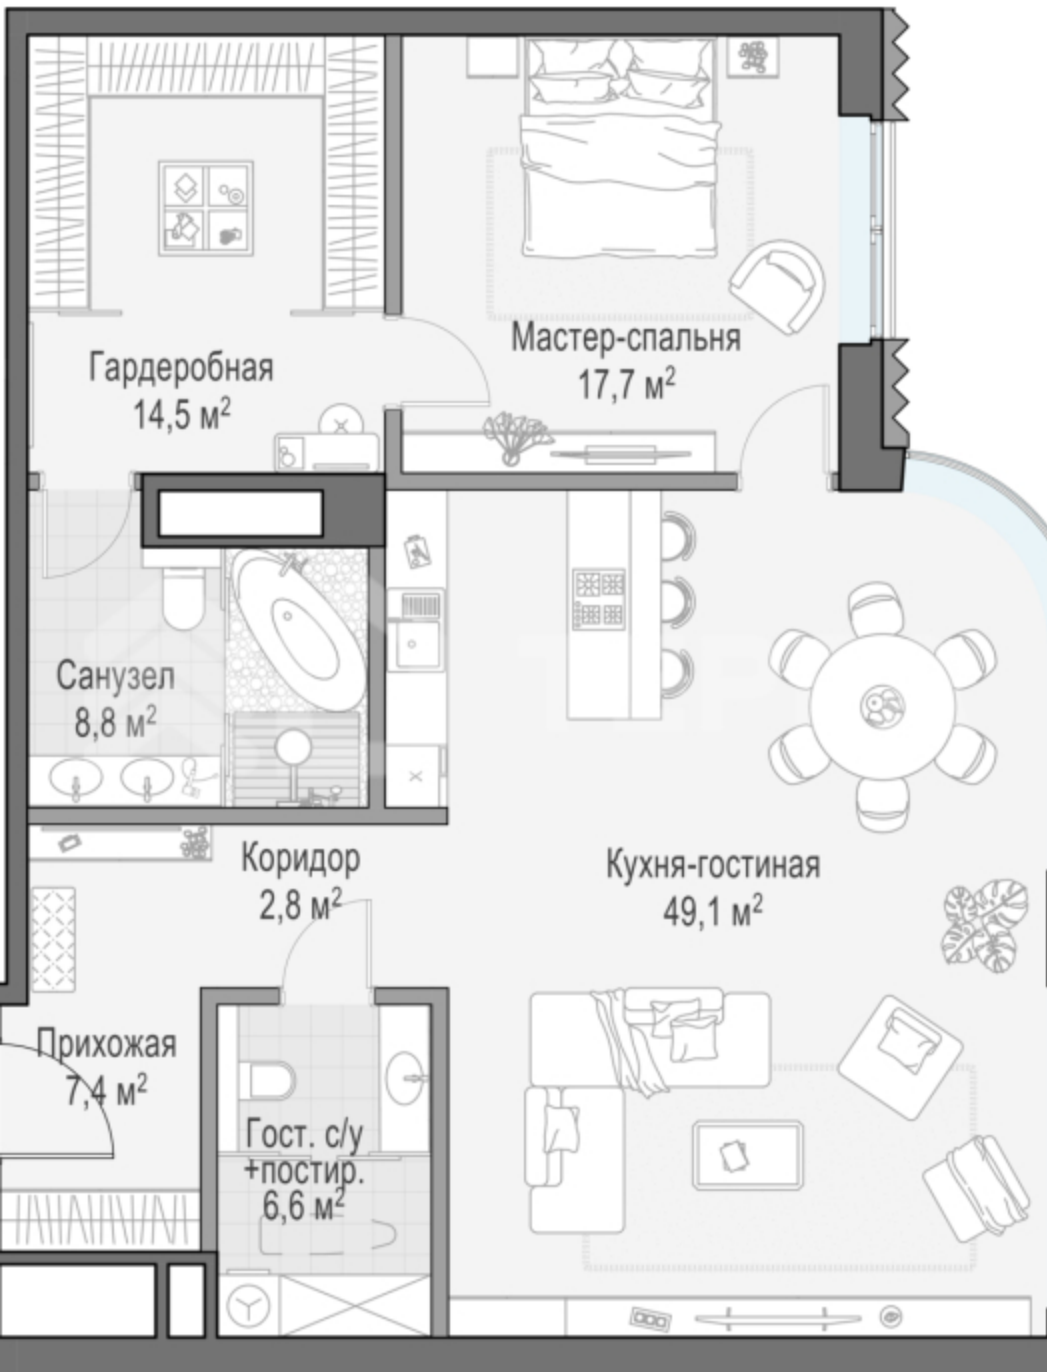 Мастер-спальня
17,7 м²
Гардеробная
14,5 м²
Санузел
8,8 м²
Коридор
2,8 м²
Кухня-гостиная
49,1 м²
Прихожая
7,4 м²
Гост. с/у
+постир.
6,6 м²